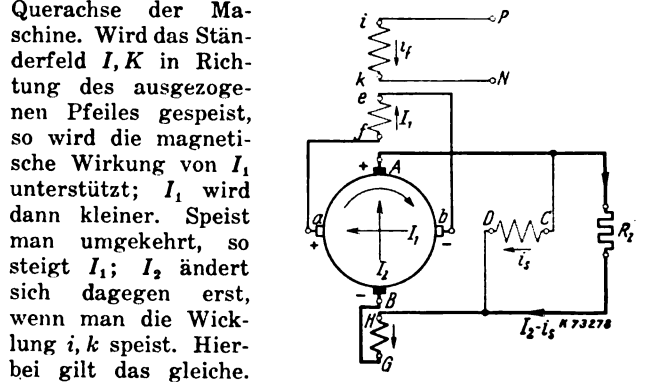 Querachse der Ma-
schine. Wird das Stän-
derfeld I, K in Rich-
tung des ausgezoge-
nen Pfeiles gespeist,
so wird die magneti-
sche Wirkung von I₁
unterstützt; I₁ wird
dann kleiner. Speist
man umgekehrt, so
steigt I₁; I₂ ändert
sich dagegen erst,
wenn man die Wick-
lung i, k speist. Hier-
bei gilt das gleiche.
i
P
i_f
k
N
e
I₁
f
+
A
a
b
D
C
R₂
+
I₁
-
i_s
I₂
-
B
H
I₂-i_s
K 73278
G